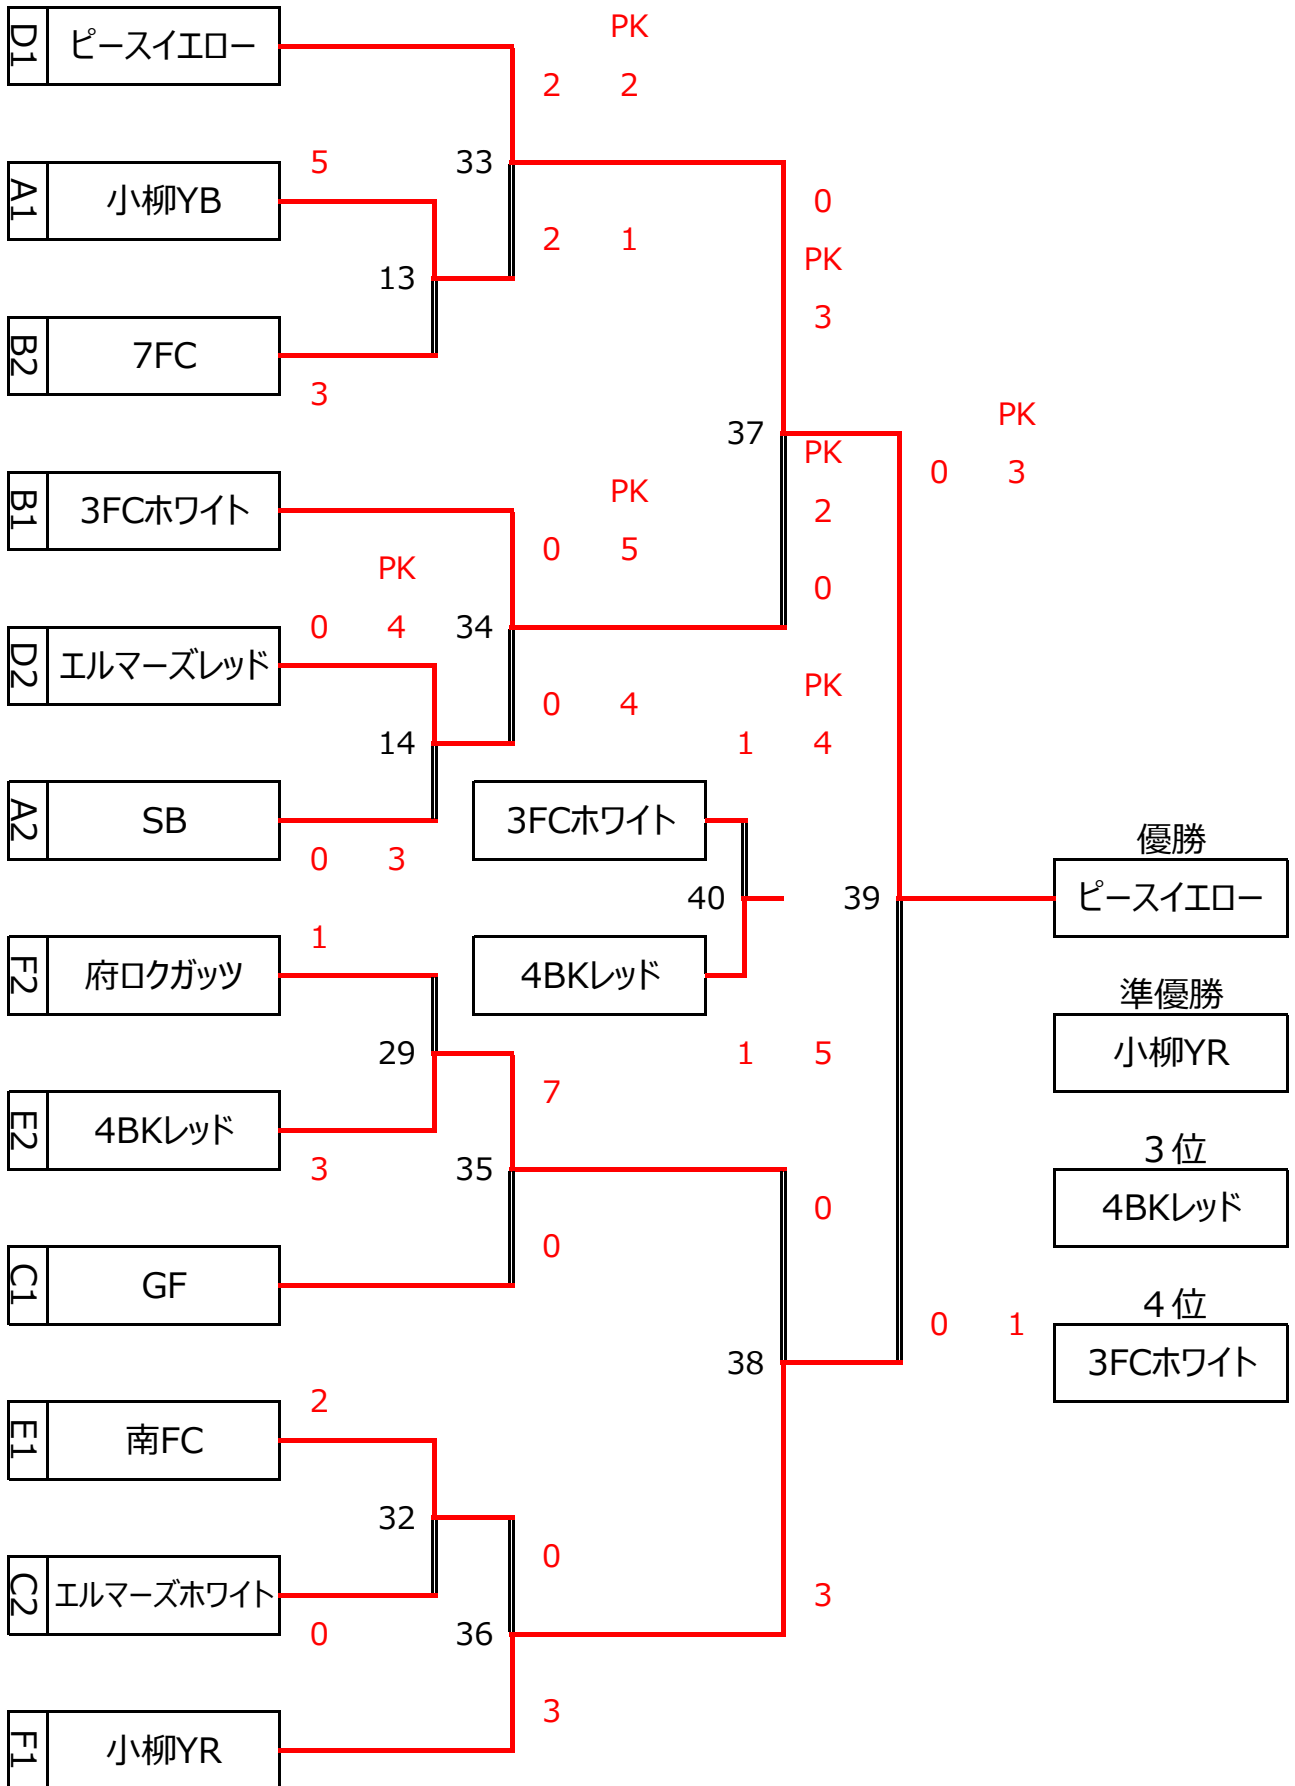 PK
D1 ピースイエロー
2 2
5
33
A1 小柳YB
0
2 1
PK
13
3
B2 7FC
3
PK
37
PK
0 3
B1 3FCホワイト
PK
2
0 5
PK
0
0 4
34
D2 エルマーズレッド
PK
0 4
14
1 4
A2 SB
3FCホワイト
優勝
0 3
40
39
ピースイエロー
1
F2 府ロクガッツ
4BKレッド
準優勝
29
1 5
小柳YR
7
E2 4BKレッド
３位
3
35
4BKレッド
0
0
C1 GF
４位
0 1
38
3FCホワイト
2
E1 南FC
32
0
C2 エルマーズホワイト
3
0
36
3
F1 小柳YR